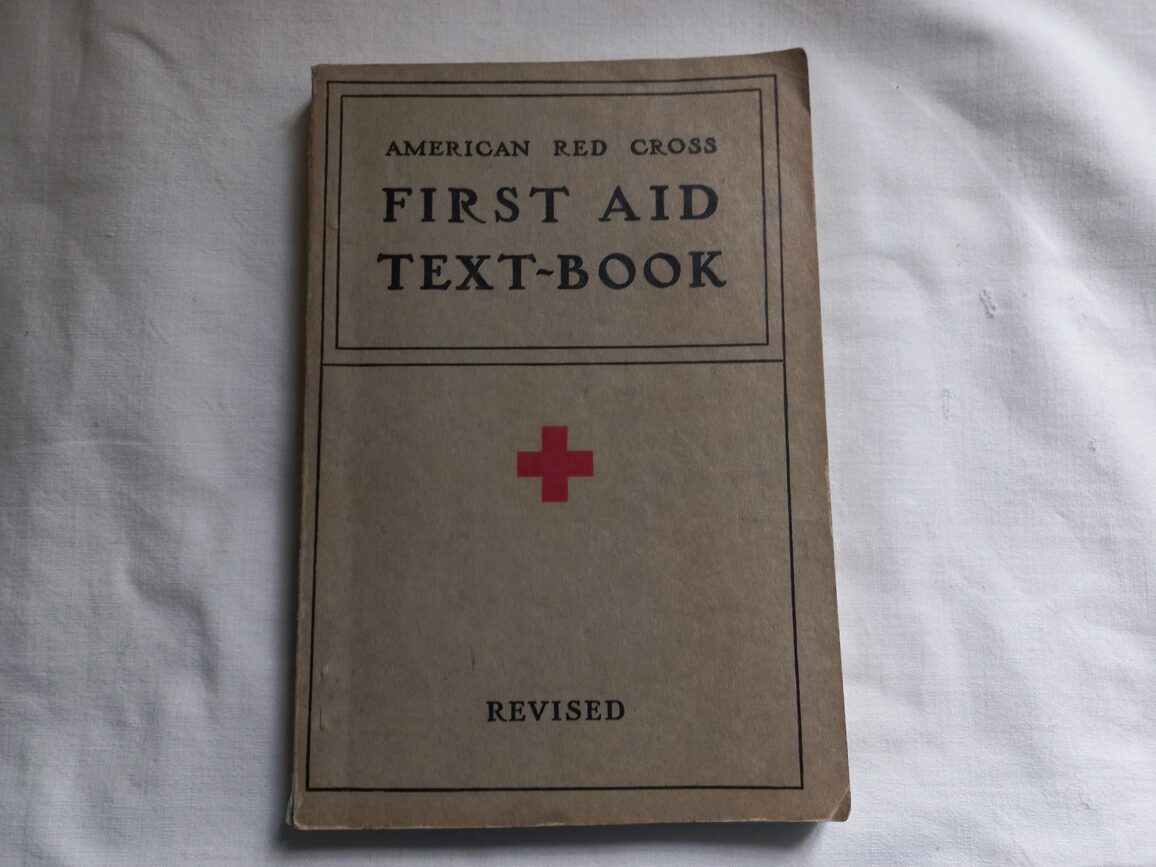 AMERICAN RED CROSS
FIRST AID
TEXT-BOOK
REVISED